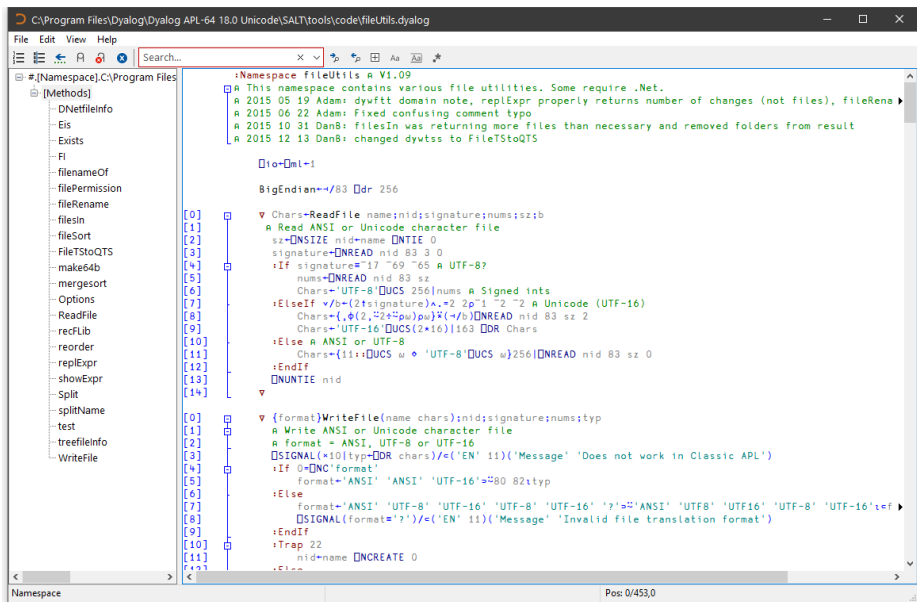 C:\Program Files\Dyalog\Dyalog APL-64 18.0 Unicode\SALT\tools\code\fileUtils.dyalog
File Edit View Help
Search...
#.[Namespace].C:\Program Files
[Methods]
DNetfileInfo
Eis
Exists
FI
filenameOf
filePermission
fileRename
filesIn
fileSort
FileTStoQTS
make64b
mergesort
Options
ReadFile
recFLib
reorder
replExpr
showExpr
Split
splitName
test
treefileInfo
WriteFile
:Namespace fileUtils ⍝ V1.09
⍝ This namespace contains various file utilities. Some require .Net.
⍝ 2015 05 19 Adam: dywftt domain note, replExpr properly returns number of changes (not files), fileRena
⍝ 2015 06 22 Adam: Fixed confusing comment typo
⍝ 2015 10 31 DanB: filesIn was returning more files than necessary and removed folders from result
⍝ 2015 12 13 DanB: changed dywtss to FileTStoQTS
⎕io←⎕ml←1
BigEndian←⊣/83 ⎕dr 256
[0] ∇ Chars←ReadFile name;nid;signature;nums;sz;b
[1] ⍝ Read ANSI or Unicode character file
[2] sz←⎕NSIZE nid←name ⎕NTIE 0
[3] signature←⎕NREAD nid 83 3 0
[4] :If signature≡¯17 ¯69 ¯65 ⍝ UTF-8?
[5] nums←⎕NREAD nid 83 sz
[6] Chars←'UTF-8'⎕UCS 256|nums ⍝ Signed ints
[7] :ElseIf ∨/b←(2↑signature)∧.=2 2⍴¯1 ¯2 ¯2 ⍝ Unicode (UTF-16)
[8] Chars←{,⌽(2,⍨2÷⍨⍴⍵)⍴⍵}⍣(⊣/b)⎕NREAD nid 83 sz 2
[9] Chars←'UTF-16'⎕UCS(2*16)|163 ⎕DR Chars
[10] :Else ⍝ ANSI or UTF-8
[11] Chars←{11::⎕UCS ⍵ ⋄ 'UTF-8'⎕UCS ⍵}256|⎕NREAD nid 83 sz 0
[12] :EndIf
[13] ⎕NUNTIE nid
[14] ∇
[0] ∇ {format}WriteFile(name chars);nid;signature;nums;typ
[1] ⍝ Write ANSI or Unicode character file
[2] ⍝ format = ANSI, UTF-8 or UTF-16
[3] ⎕SIGNAL(×10|typ←⎕DR chars)/⊂('EN' 11)('Message' 'Does not work in Classic APL')
[4] :If 0=⎕NC'format'
[5] format←'ANSI' 'ANSI' 'UTF-16'⊃⍨80 82⍳typ
[6] :Else
[7] format←'ANSI' 'UTF-8' 'UTF-16' 'UTF-8' 'UTF-16' '?'⊃⍨'ANSI' 'UTF8' 'UTF16' 'UTF-8' 'UTF-16'⍳⊂f
[8] ⎕SIGNAL(format≡'?')/⊂('EN' 11)('Message' 'Invalid file translation format')
[9] :EndIf
[10] :Trap 22
[11] nid←name ⎕NCREATE 0
[12] :Else
Namespace
Pos: 0/453,0